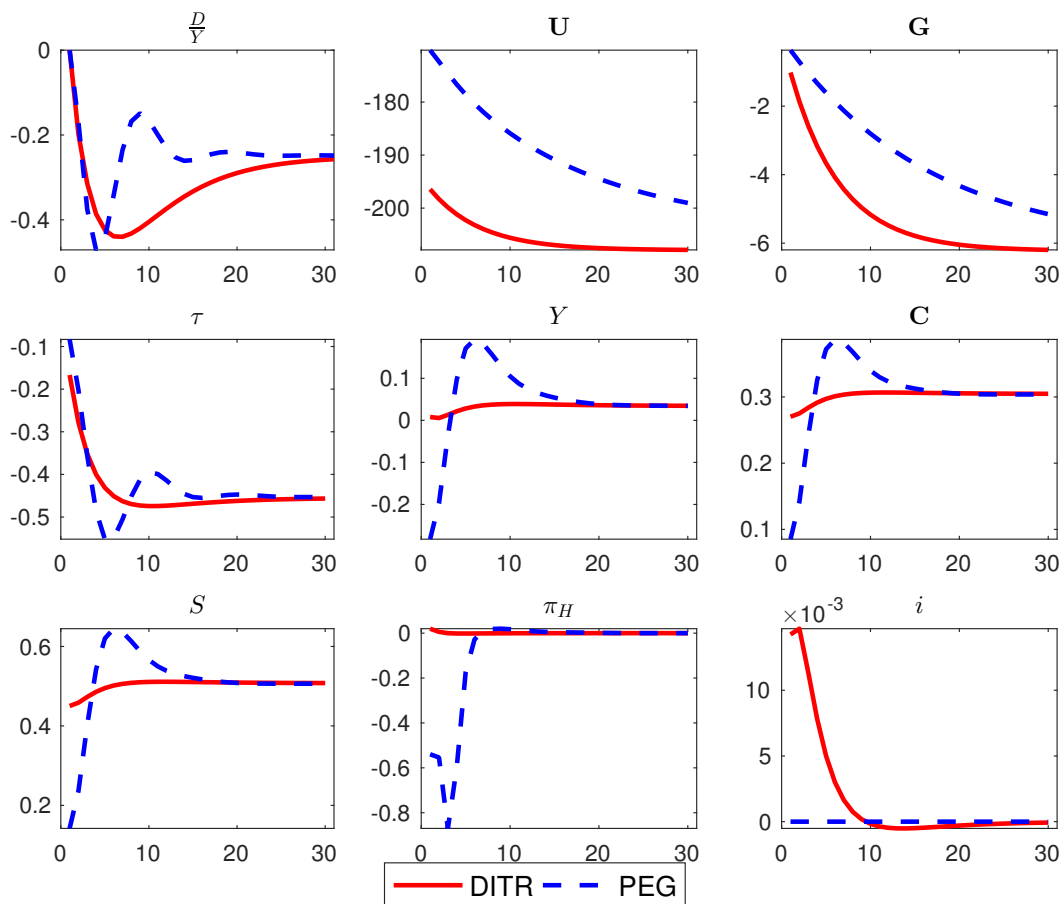 D/Y U G
0 -0.2 -0.4 0 10 20 30
-180 -190 -200 0 10 20 30
-2 -4 -6 0 10 20 30
τ Y C
-0.1 -0.2 -0.3 -0.4 -0.5 0 10 20 30
0.1 0 -0.1 -0.2 0 10 20 30
0.3 0.2 0.1 0 10 20 30
S π_H i
0.6 0.4 0.2 0 10 20 30
0 -0.2 -0.4 -0.6 -0.8 0 10 20 30
×10^-3 10 5 0 0 10 20 30
DITR PEG